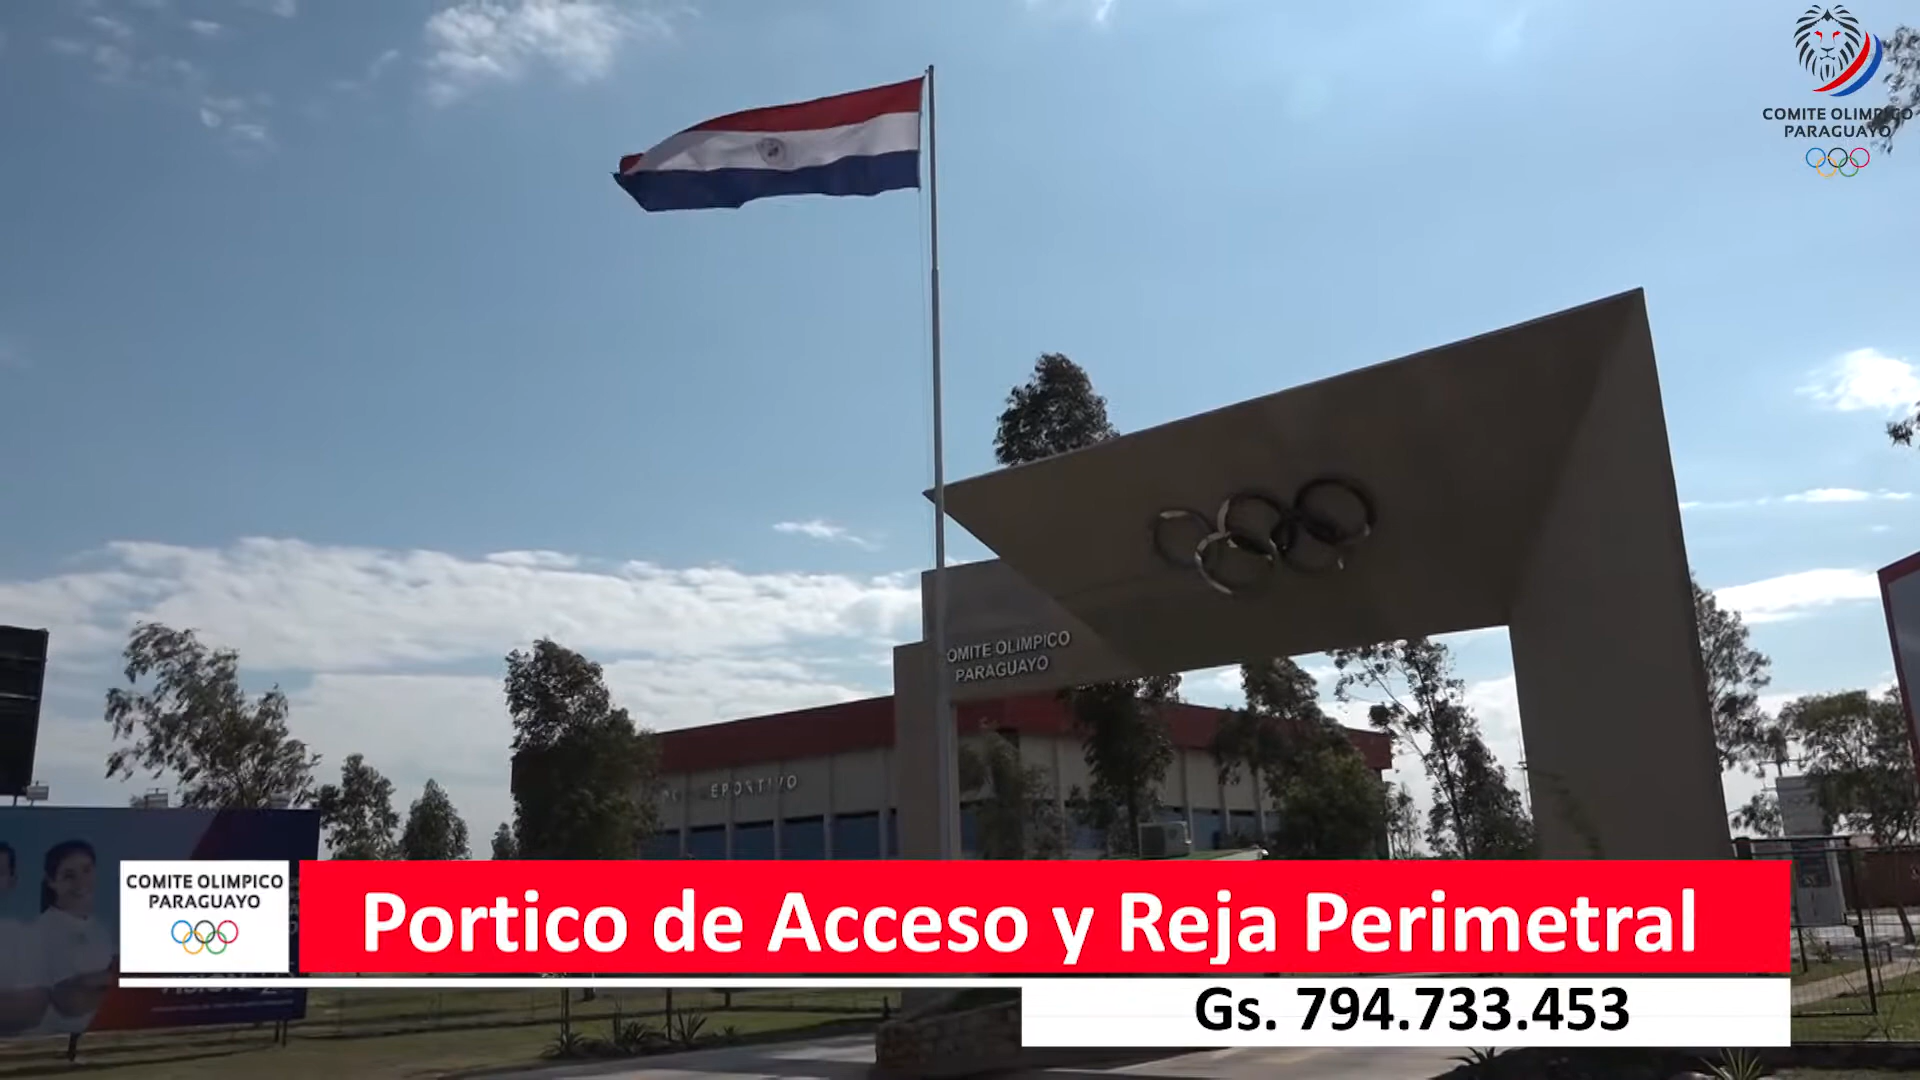 COMITE OLIMPICO
PARAGUAYO
OMITE OLIMPICO
PARAGUAYO
COMITE OLIMPICO
PARAGUAYO
Portico de Acceso y Reja Perimetral
Gs. 794.733.453